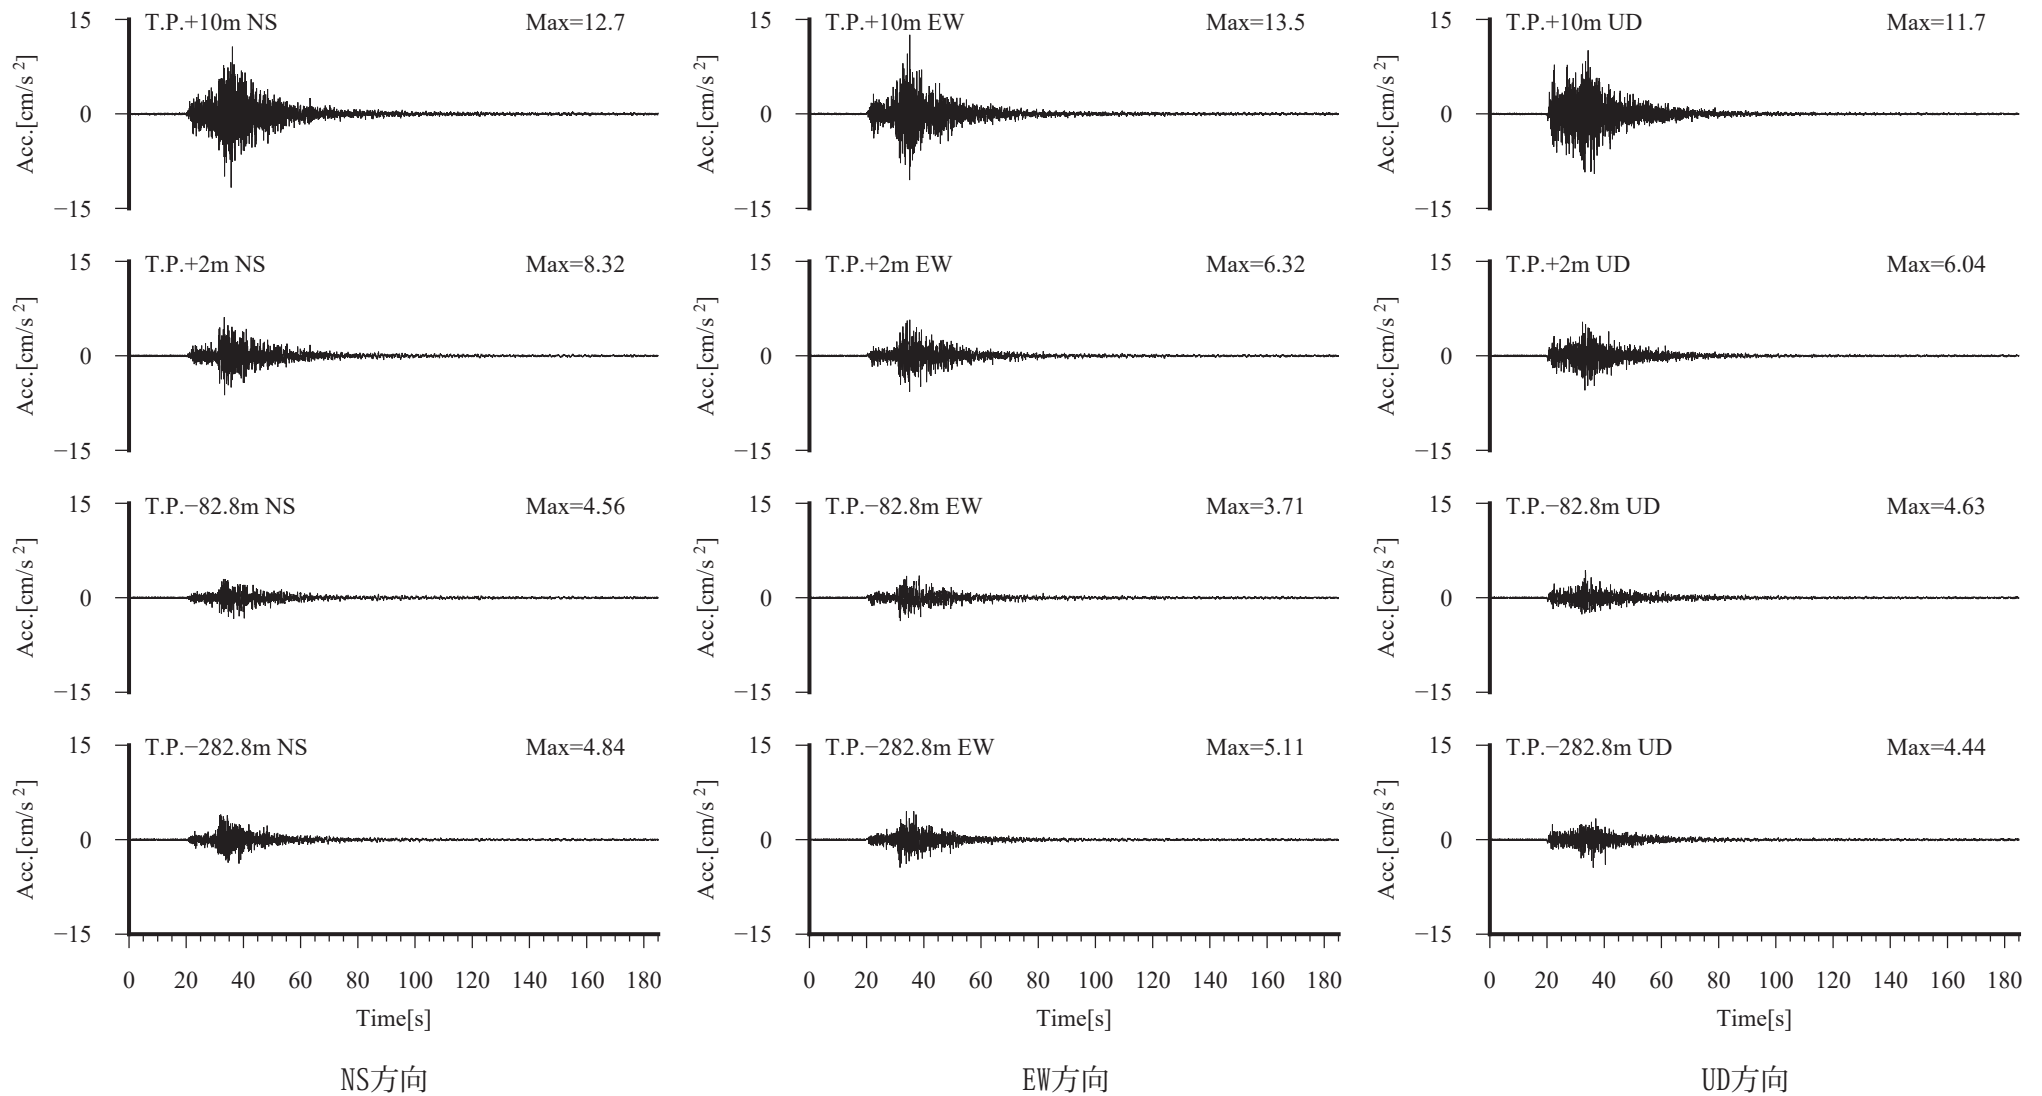 T.P.+10m NS Max=12.7
15
0
−15
Acc.[cm/s 2]
T.P.+10m EW Max=13.5
15
0
−15
Acc.[cm/s 2]
T.P.+10m UD Max=11.7
15
0
−15
Acc.[cm/s 2]
T.P.+2m NS Max=8.32
15
0
−15
Acc.[cm/s 2]
T.P.+2m EW Max=6.32
15
0
−15
Acc.[cm/s 2]
T.P.+2m UD Max=6.04
15
0
−15
Acc.[cm/s 2]
T.P.−82.8m NS Max=4.56
15
0
−15
Acc.[cm/s 2]
T.P.−82.8m EW Max=3.71
15
0
−15
Acc.[cm/s 2]
T.P.−82.8m UD Max=4.63
15
0
−15
Acc.[cm/s 2]
T.P.−282.8m NS Max=4.84
15
0
−15
Acc.[cm/s 2]
T.P.−282.8m EW Max=5.11
15
0
−15
Acc.[cm/s 2]
T.P.−282.8m UD Max=4.44
15
0
−15
Acc.[cm/s 2]
0 20 40 60 80 100 120 140 160 180
Time[s]
NS方向
0 20 40 60 80 100 120 140 160 180
Time[s]
EW方向
0 20 40 60 80 100 120 140 160 180
Time[s]
UD方向